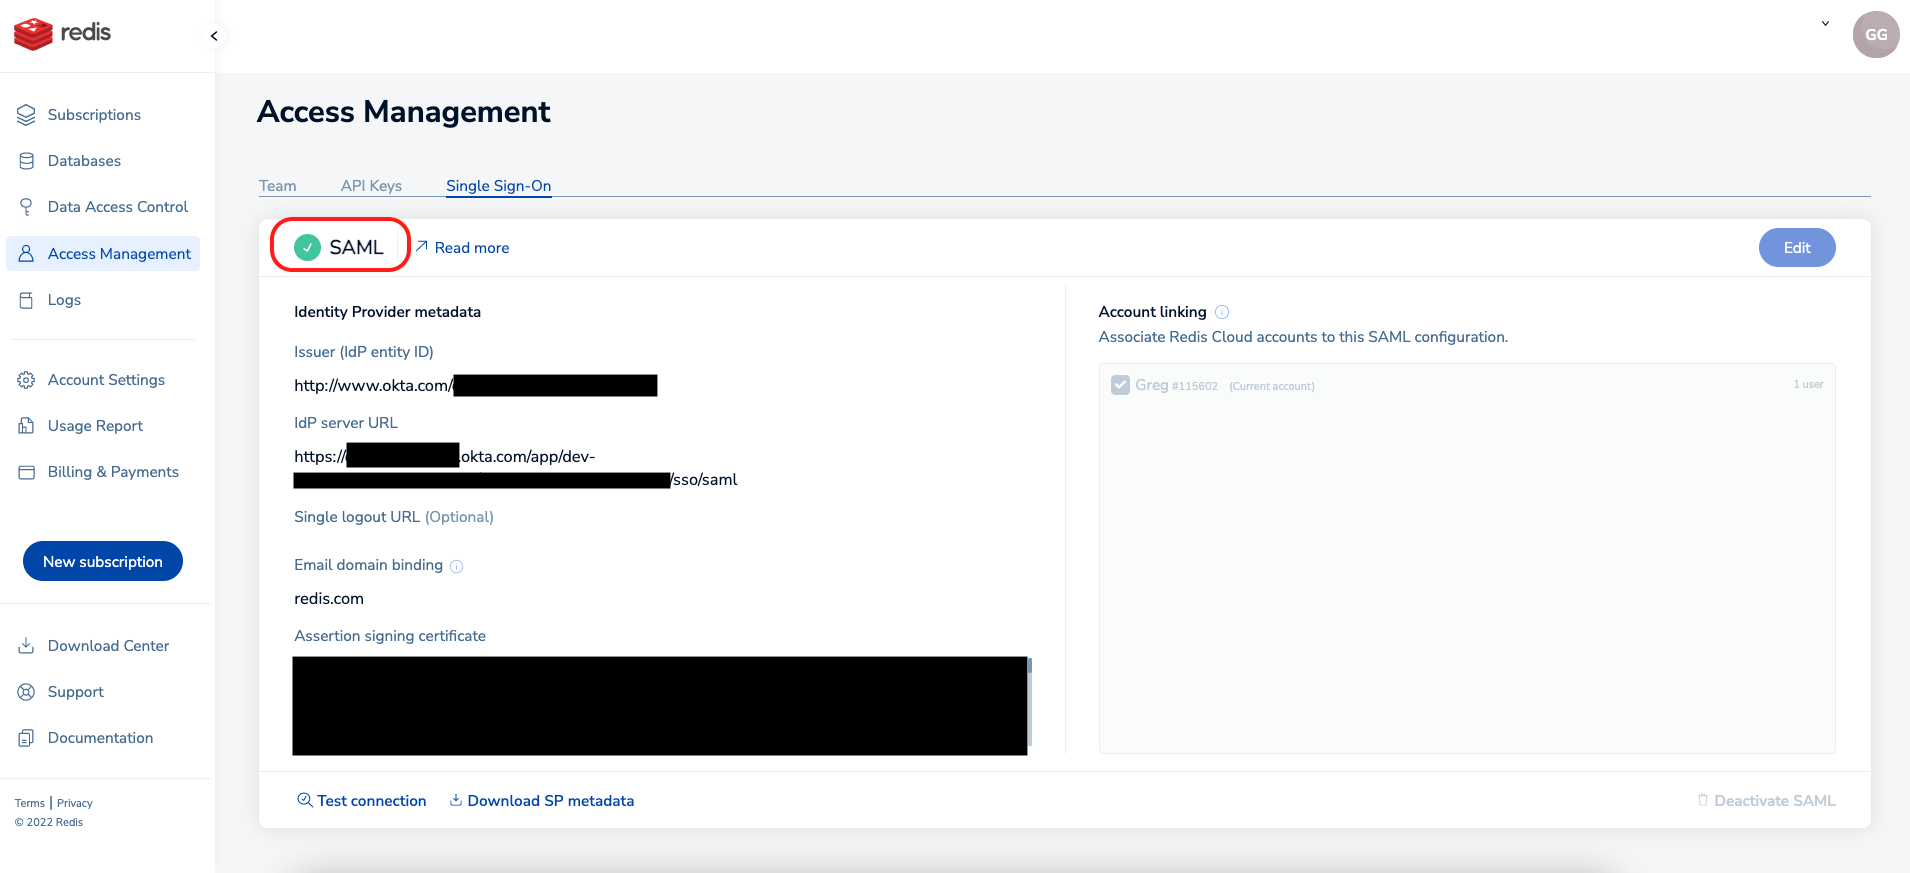 redis
GG
Subscriptions
Databases
Data Access Control
Access Management
Logs
Account Settings
Usage Report
Billing & Payments
New subscription
Download Center
Support
Documentation
Terms | Privacy
© 2022 Redis
Access Management
Team API Keys Single Sign-On
SAML Read more Edit
Identity Provider metadata
Issuer (IdP entity ID)
http://www.okta.com/
IdP server URL
https:// .okta.com/app/dev-
/sso/saml
Single logout URL (Optional)
Email domain binding
redis.com
Assertion signing certificate
Account linking
Associate Redis Cloud accounts to this SAML configuration.
Greg #115602 (Current account) 1 user
Test connection Download SP metadata Deactivate SAML